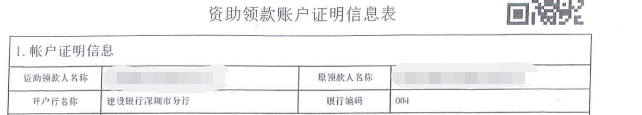 资助领款账户证明信息表
1. 帐户证明信息
资助领款人名称 原领款人名称
开户行名称 建设银行深圳市分行 银行编码 004